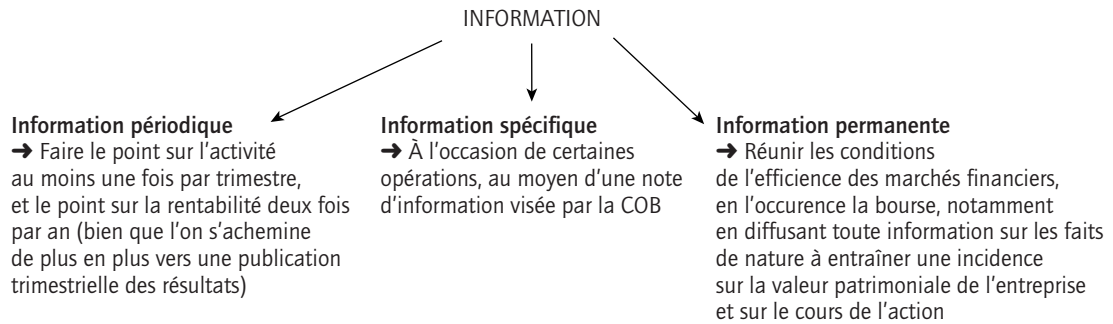 INFORMATION
Information périodique
➜ Faire le point sur l'activité
au moins une fois par trimestre,
et le point sur la rentabilité deux fois
par an (bien que l'on s'achemine
de plus en plus vers une publication
trimestrielle des résultats)
Information spécifique
➜ À l'occasion de certaines
opérations, au moyen d'une note
d'information visée par la COB
Information permanente
➜ Réunir les conditions
de l'efficience des marchés financiers,
en l'occurence la bourse, notamment
en diffusant toute information sur les faits
de nature à entraîner une incidence
sur la valeur patrimoniale de l'entreprise
et sur le cours de l'action